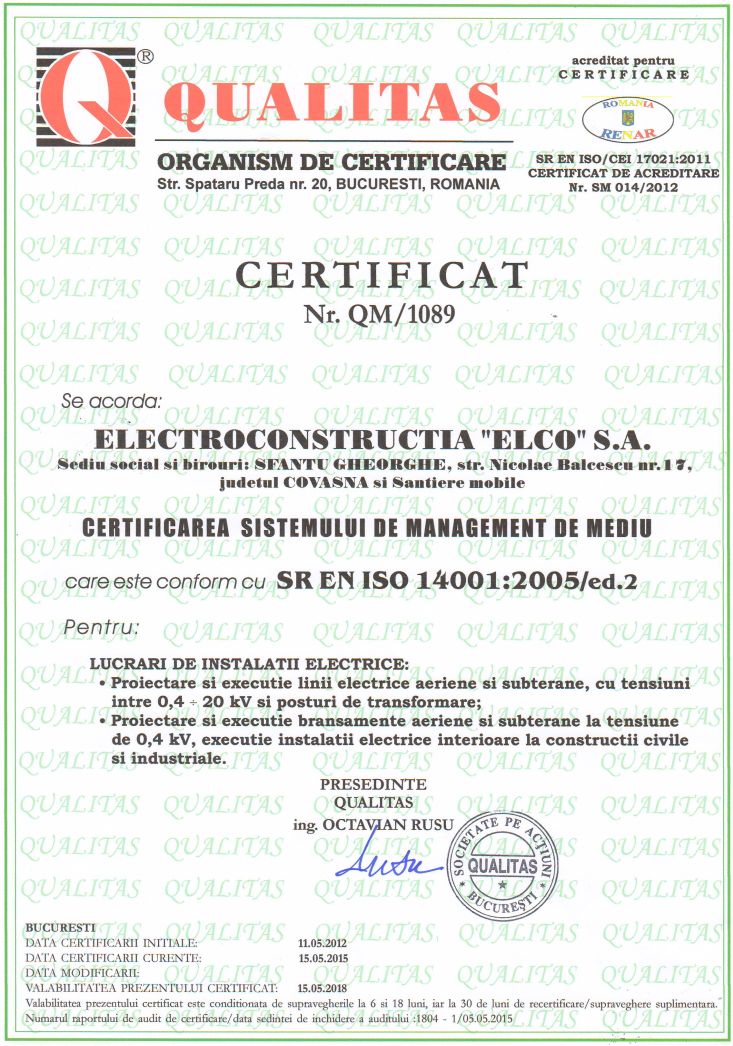 ®
QUALITAS
ORGANISM DE CERTIFICARE
Str. Spataru Preda nr. 20, BUCURESTI, ROMANIA
acreditat pentru
CERTIFICARE
ROMANIA
RENAR
SR EN ISO/CEI 17021:2011
CERTIFICAT DE ACREDITARE
Nr. SM 014/2012
CERTIFICAT
Nr. QM/1089
Se acorda:
ELECTROCONSTRUCTIA "ELCO" S.A.
Sediu social si birouri: SFANTU GHEORGHE, str. Nicolae Balcescu nr.17,
judetul COVASNA si Santiere mobile
CERTIFICAREA SISTEMULUI DE MANAGEMENT DE MEDIU
care este conform cu SR EN ISO 14001:2005/ed.2
Pentru:
LUCRARI DE INSTALATII ELECTRICE:
• Proiectare si executie linii electrice aeriene si subterane, cu tensiuni
intre 0,4 ÷ 20 kV si posturi de transformare;
• Proiectare si executie bransamente aeriene si subterane la tensiune
de 0,4 kV, executie instalatii electrice interioare la constructii civile
si industriale.
PRESEDINTE
QUALITAS
ing. OCTAVIAN RUSU
SOCIETATE PE ACŢIUNI
QUALITAS
★ BUCUREŞTI ★
BUCURESTI
DATA CERTIFICARII INITIALE: 11.05.2012
DATA CERTIFICARII CURENTE: 15.05.2015
DATA MODIFICARII:
VALABILITATEA PREZENTULUI CERTIFICAT: 15.05.2018
Valabilitatea prezentului certificat este conditionata de supravegherile la 6 si 18 luni, iar la 30 de luni de recertificare/supraveghere suplimentara.
Numarul raportului de audit de certificare/data sedintei de inchidere a auditului :1804 - 1/05.05.2015